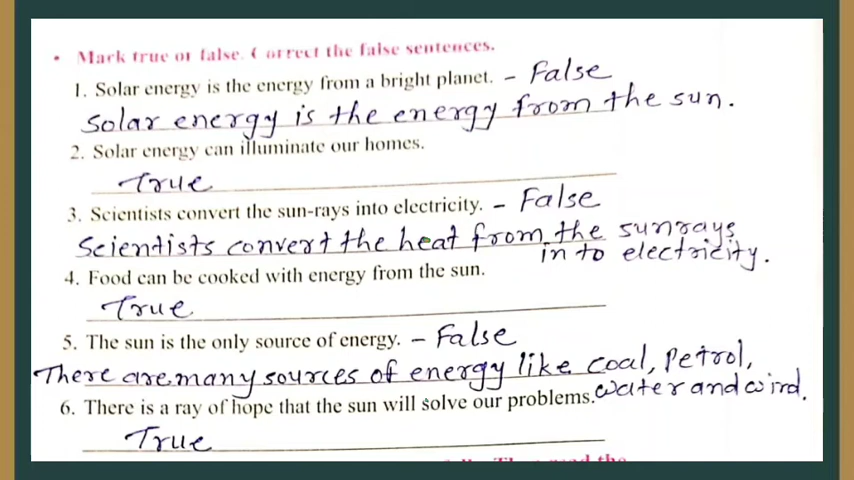 • Mark true or false. Correct the false sentences.
1. Solar energy is the energy from a bright planet. - False
Solar energy is the energy from the sun.
2. Solar energy can illuminate our homes.
True
3. Scientists convert the sun-rays into electricity. - False
Scientists convert the heat from the sunrays
in to electricity.
4. Food can be cooked with energy from the sun.
True
5. The sun is the only source of energy. - False
There are many sources of energy like coal, Petrol,
water and wind.
6. There is a ray of hope that the sun will solve our problems.
True